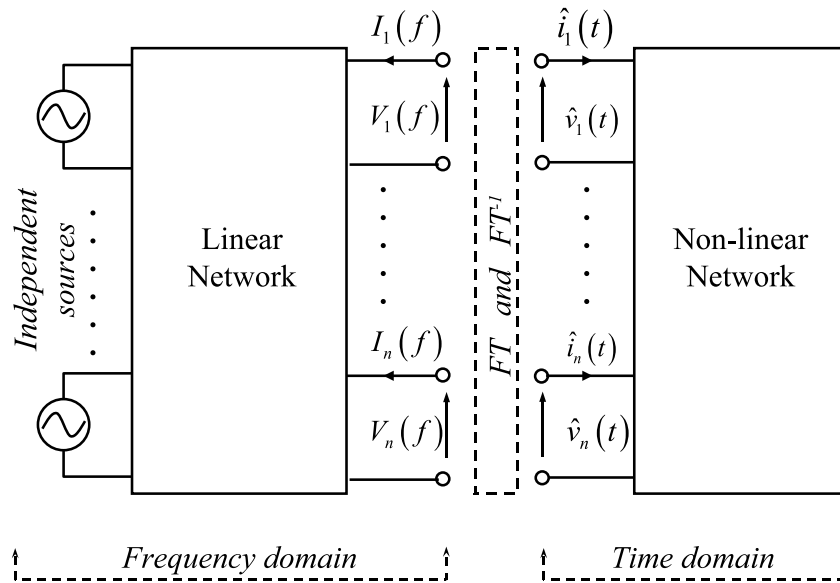 I₁(f)
î₁(t)
V₁(f)
v̂₁(t)
Independent
sources
Linear
Network
FT and FT⁻¹
Non-linear
Network
Iₙ(f)
îₙ(t)
Vₙ(f)
v̂ₙ(t)
Frequency domain
Time domain